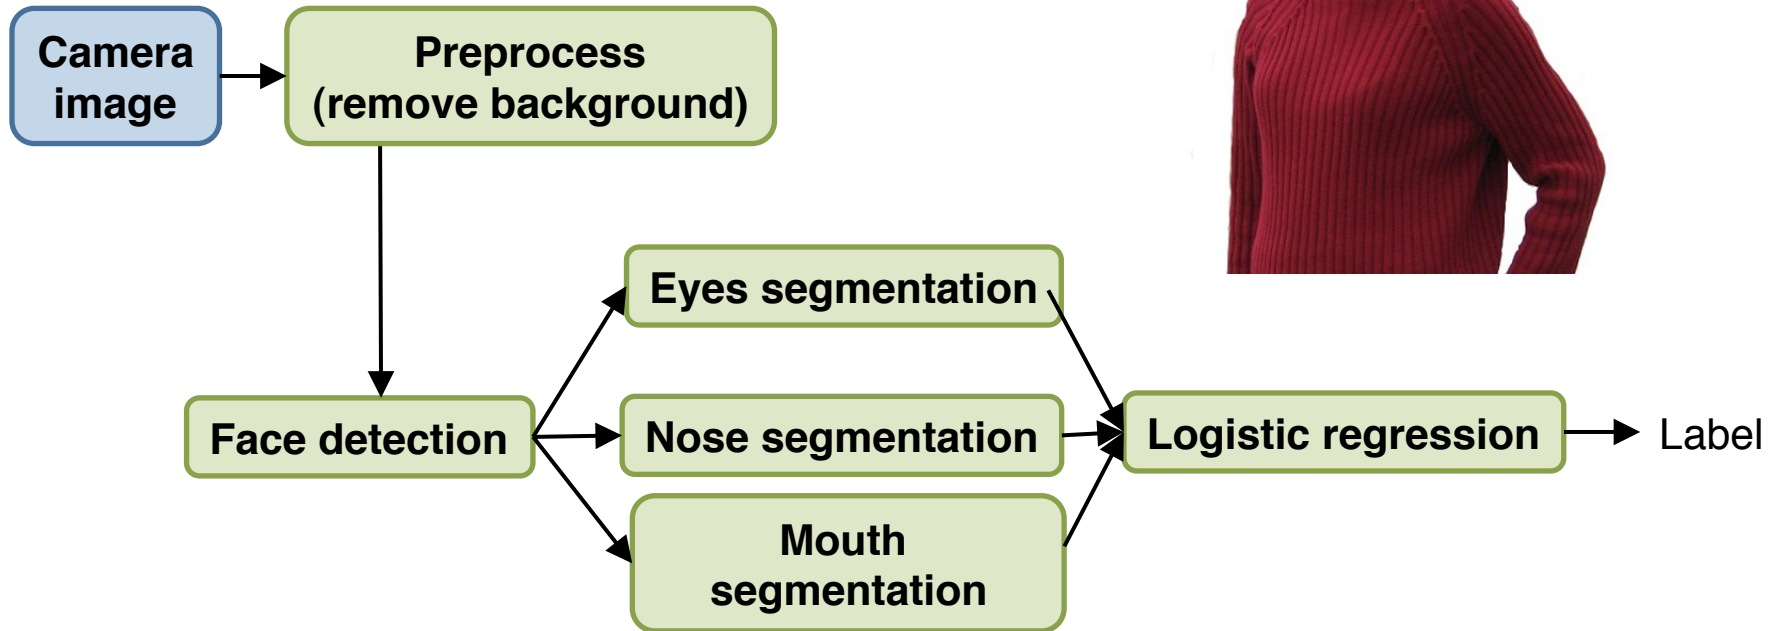 Camera
image
Preprocess
(remove background)
Eyes segmentation
Face detection
Nose segmentation
Logistic regression
Label
Mouth
segmentation